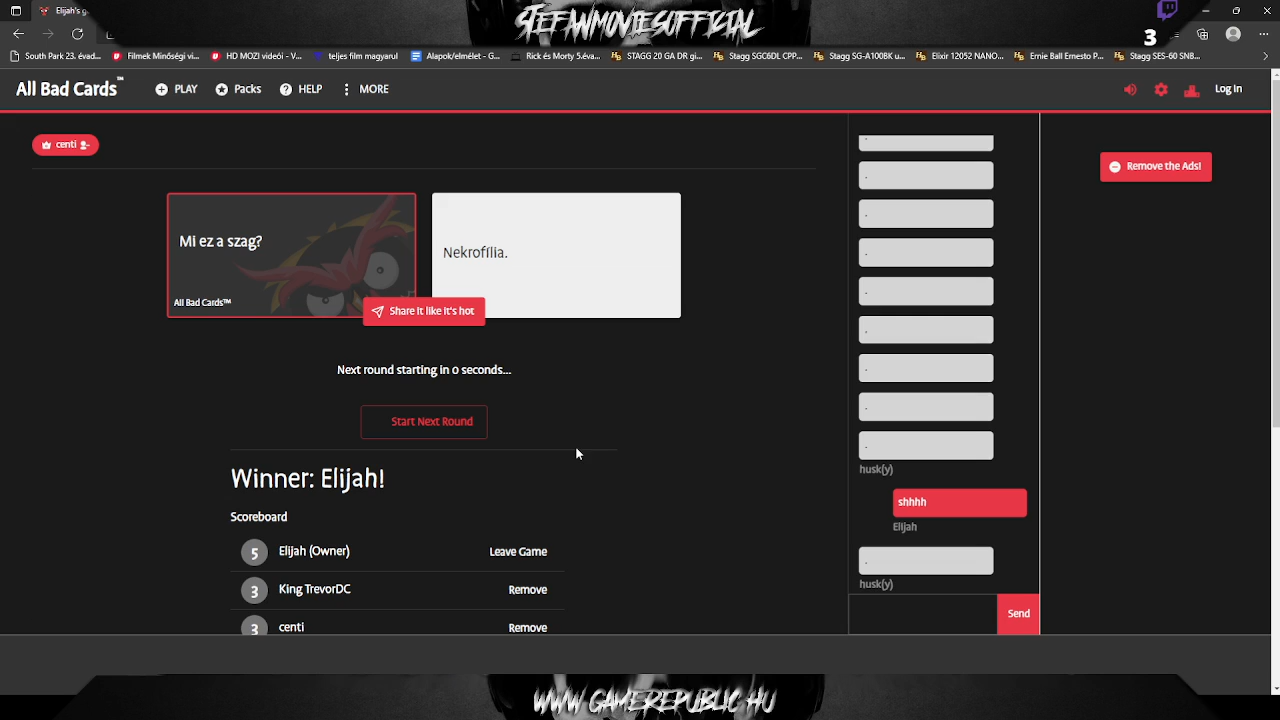 STEFANMOVIESOFFICIAL
Elijah's g
3
South Park 23. évad...
Filmek Minőségi vi...
HD MOZI videói - V...
teljes film magyarul
Alapok/elmélet - G...
Rick és Morty 5.éva...
STAGG 20 GA DR gi...
Stagg SGC6DL CPP...
Stagg SG-A100BK u...
Elixir 12052 NANO...
Ernie Ball Ernesto P...
Stagg SES-60 SNB...
All Bad Cards™
PLAY
Packs
HELP
MORE
Log In
centi
Remove the Ads!
Mi ez a szag?
All Bad Cards™
Nekrofília.
Share it like it's hot
Next round starting in 0 seconds...
Start Next Round
Winner: Elijah!
Scoreboard
5 Elijah (Owner) Leave Game
3 King TrevorDC Remove
3 centi Remove
.
.
.
.
.
.
.
.
.
husk(y)
shhhh
Elijah
.
husk(y)
Send
WWW GAMEREPUBLIC HU